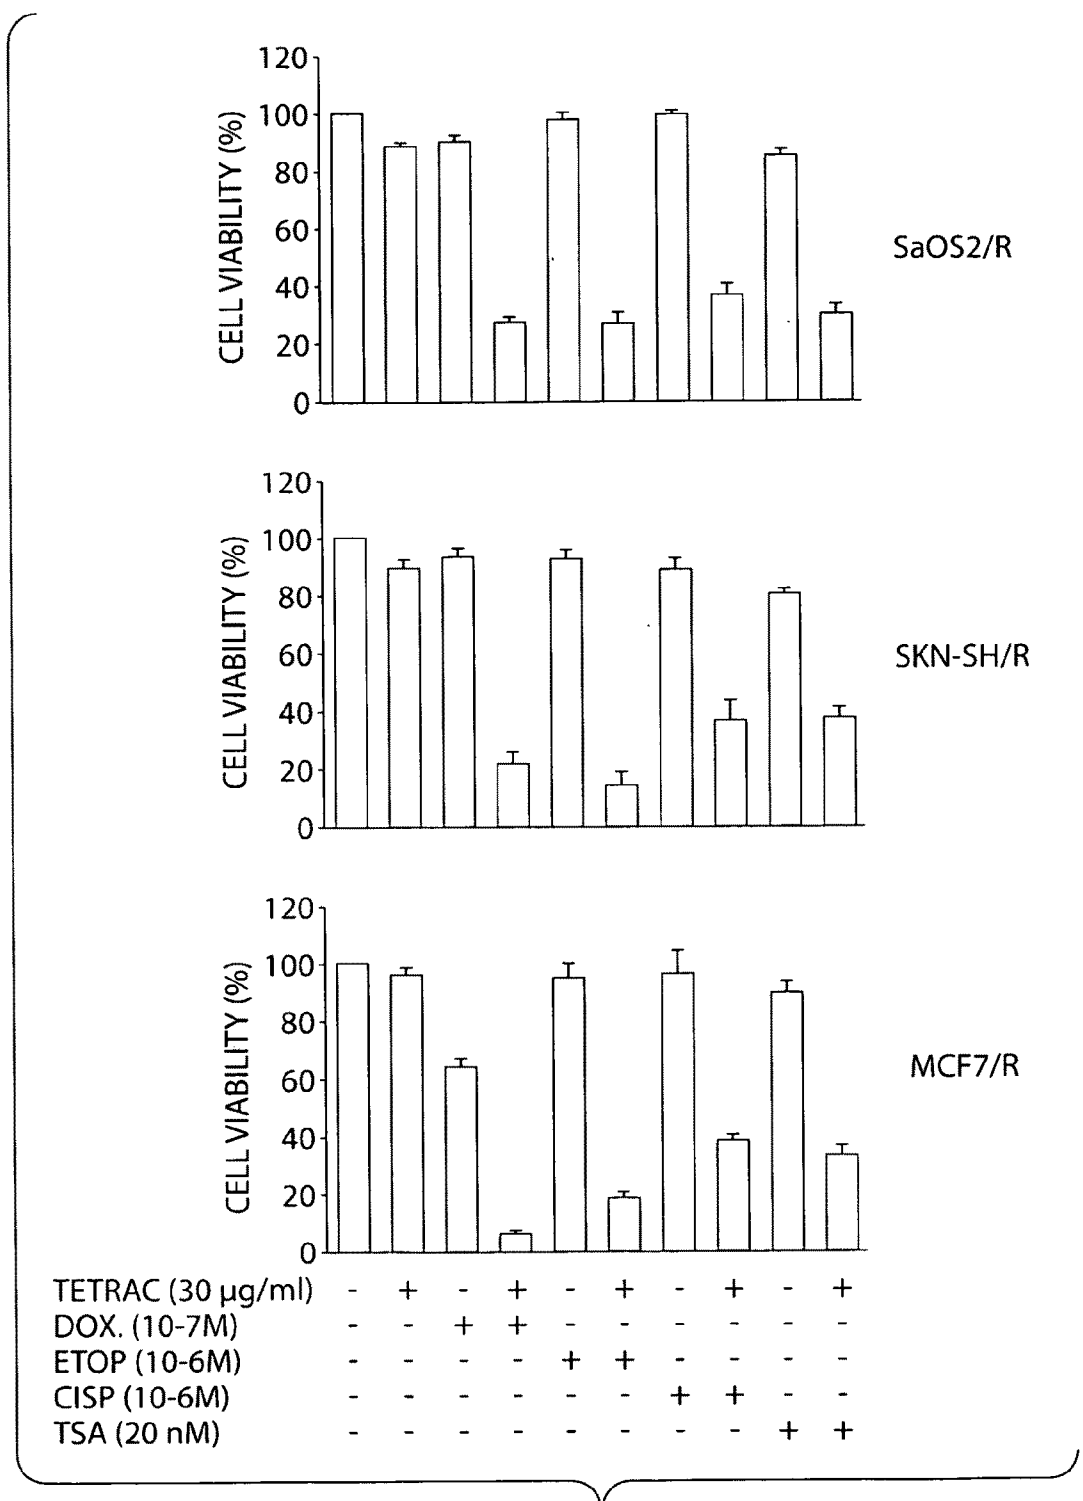 120
100
80
60
40
20
0
CELL VIABILITY (%)
SaOS2/R
120
100
80
60
40
20
0
CELL VIABILITY (%)
SKN-SH/R
120
100
80
60
40
20
0
CELL VIABILITY (%)
MCF7/R
TETRAC (30 µg/ml) - + - + - + - + - +
DOX. (10-7M) - - + + - - - - - -
ETOP (10-6M) - - - - + + - - - -
CISP (10-6M) - - - - - - + + - -
TSA (20 nM) - - - - - - - - + +